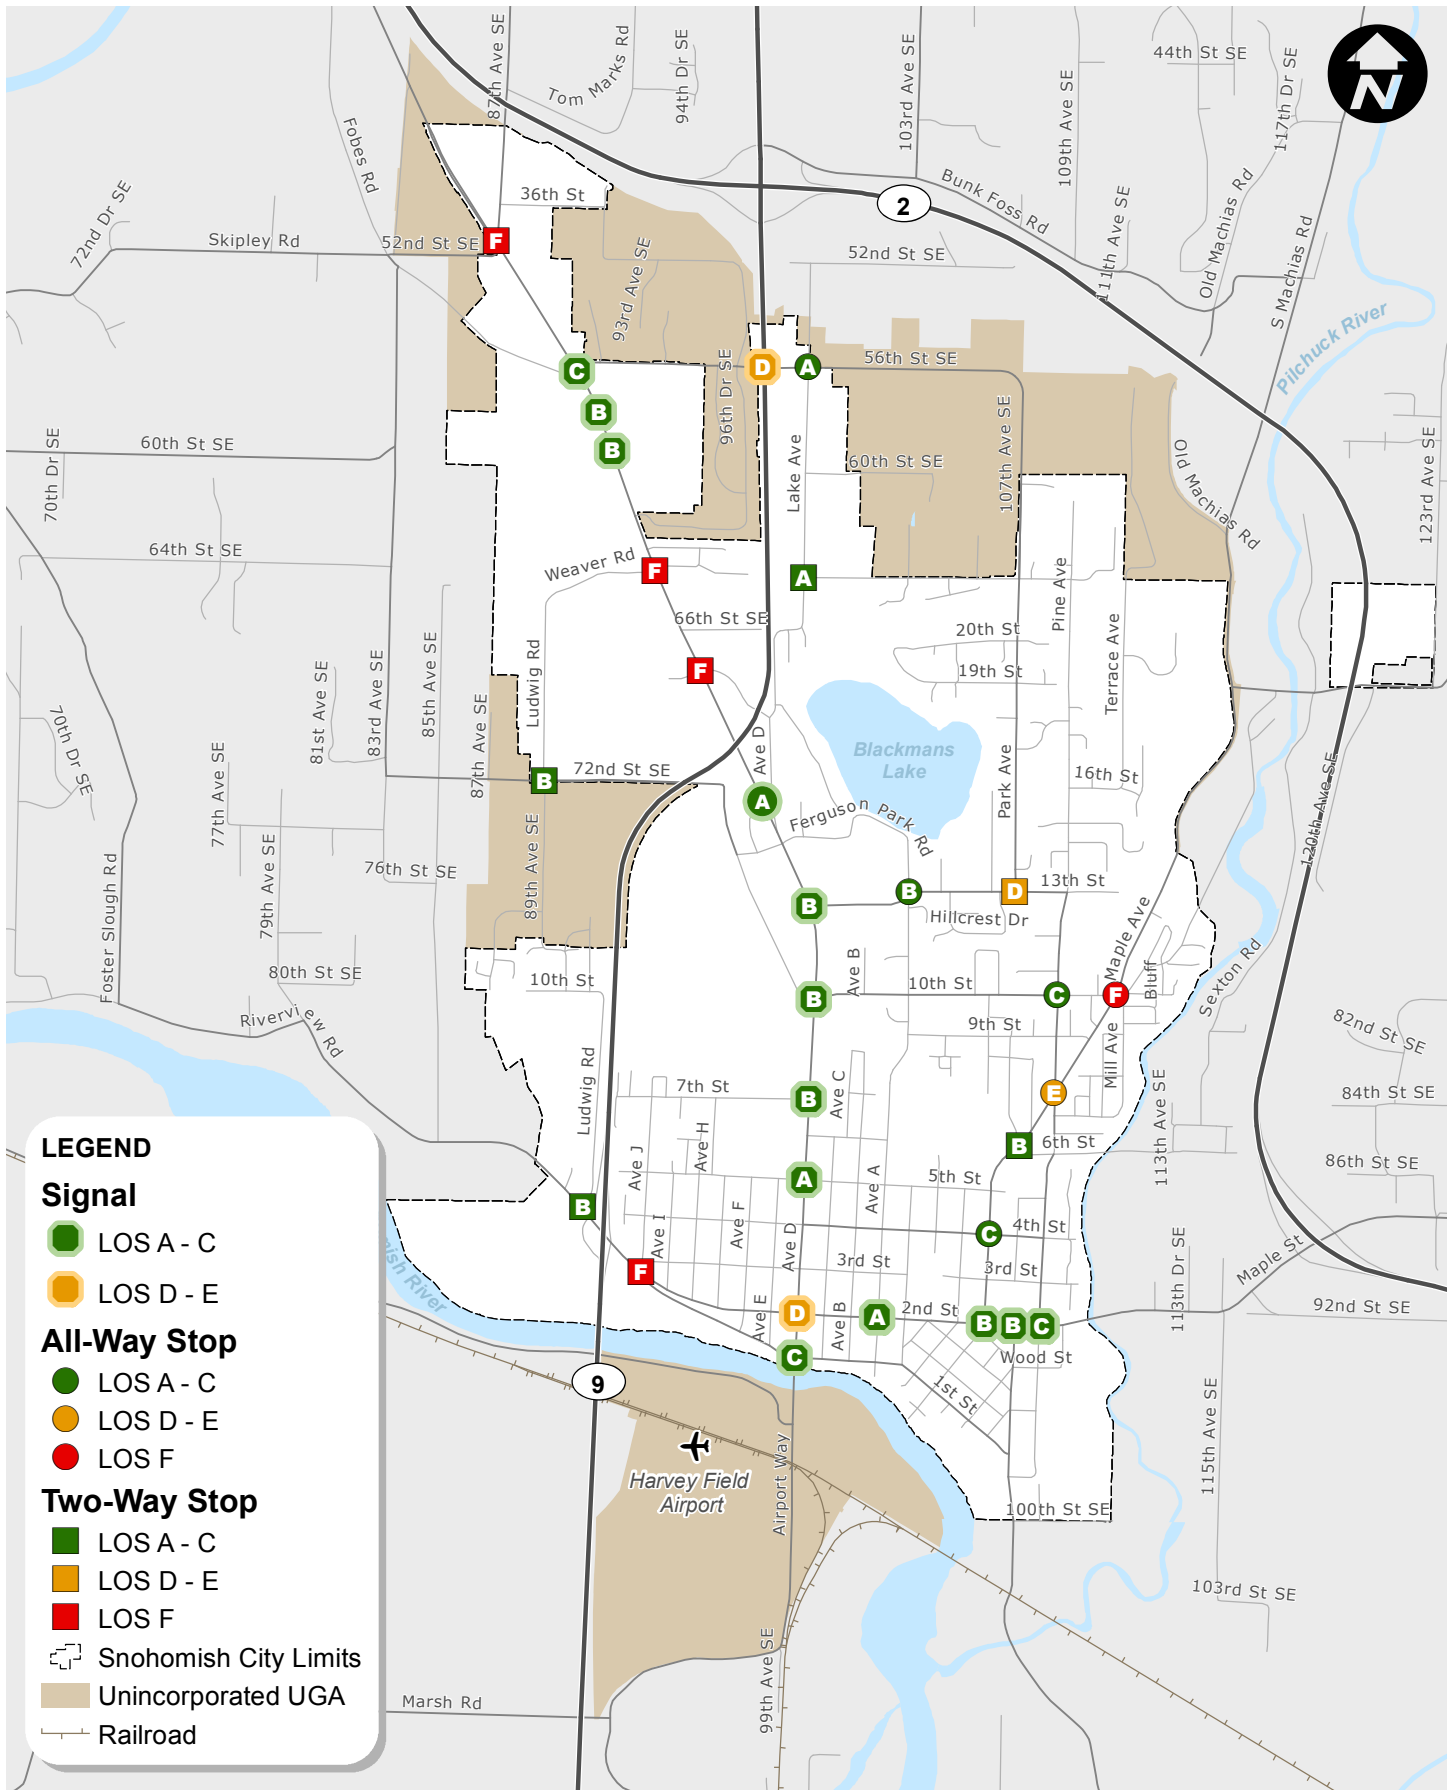 87th Ave SE
Tom Marks Rd
94th Dr SE
103rd Ave SE
109th Ave SE
44th St SE
117th Dr SE
N
Fobes Rd
72nd Dr SE
36th St
2
Bunk Foss Rd
111th Ave SE
Old Machias Rd
S Machias Rd
Skipley Rd
52nd St SE
F
93rd Ave SE
52nd St SE
Pilchuck River
C
96th Dr SE
D
A
56th St SE
B
B
107th Ave SE
70th Dr SE
60th St SE
Lake Ave
60th St SE
Old Machias Rd
123rd Ave SE
64th St SE
Weaver Rd
F
A
Pine Ave
66th St SE
20th St
Terrace Ave
19th St
F
Ludwig Rd
85th Ave SE
83rd Ave SE
81st Ave SE
87th Ave SE
70th Dr SE
77th Ave SE
Ave D
Blackmans
Lake
Park Ave
16th St
B
72nd St SE
A
Ferguson Park Rd
120th Ave SE
76th St SE
89th Ave SE
79th Ave SE
Foster Slough Rd
B
B
D
13th St
Hillcrest Dr
Maple Ave
Bluff
Sexton Rd
80th St SE
10th St
Ave B
10th St
B
C
F
Riverview Rd
9th St
Mill Ave
82nd St SE
Ludwig Rd
7th St
B
Ave C
E
113th Ave SE
84th St SE
B
6th St
86th St SE
Ave J
Ave H
A
Ave A
5th St
B
Ave I
Ave F
Ave D
C
4th St
113th Dr SE
Maple St
3rd St
3rd St
F
ish River
Ave E
D
Ave B
A
2nd St
B
B
C
92nd St SE
C
Wood St
9
1st St
115th Ave SE
Harvey Field
Airport
Airport Way
100th St SE
103rd St SE
99th Ave SE
Marsh Rd
LEGEND
Signal
LOS A - C
LOS D - E
All-Way Stop
LOS A - C
LOS D - E
LOS F
Two-Way Stop
LOS A - C
LOS D - E
LOS F
Snohomish City Limits
Unincorporated UGA
Railroad